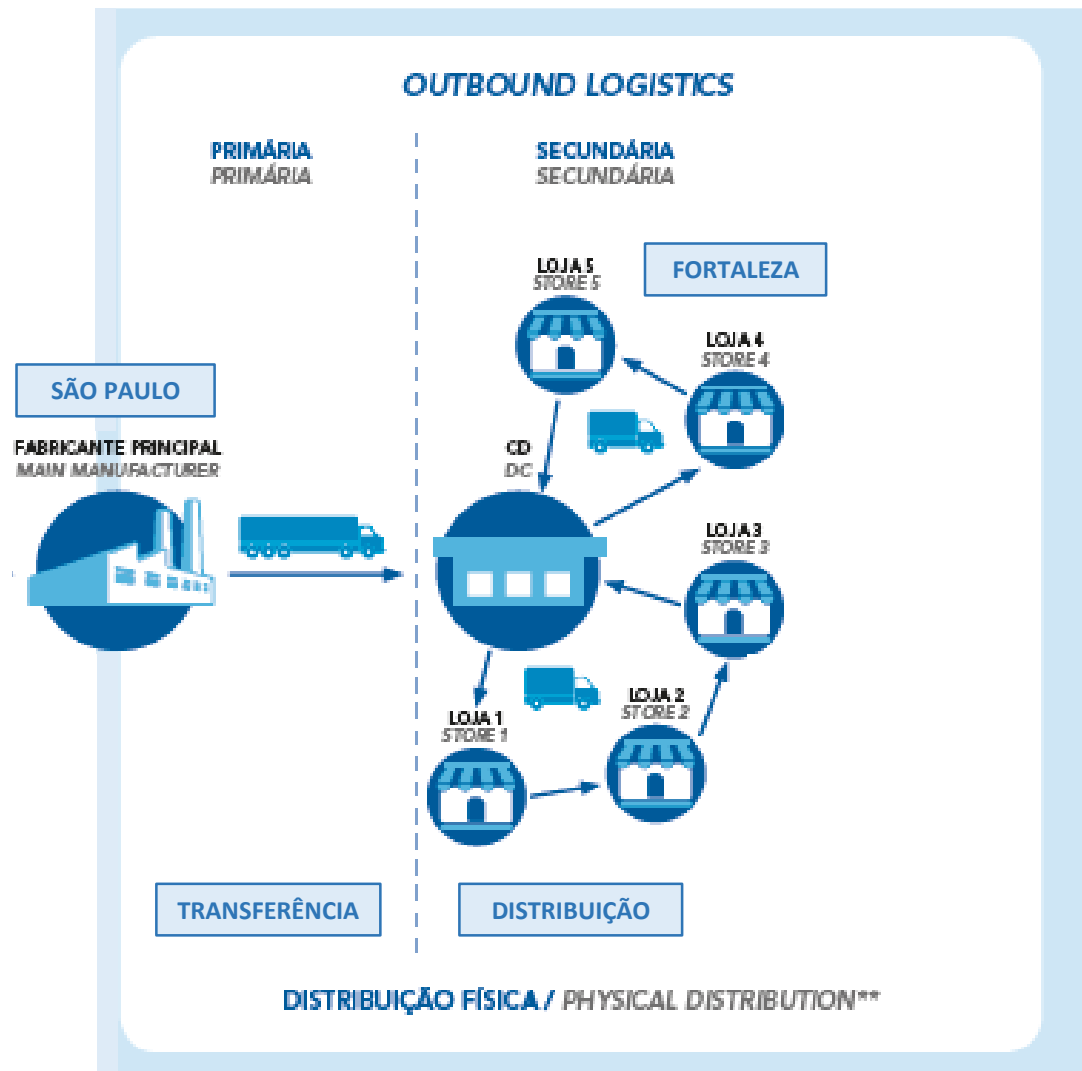 OUTBOUND LOGISTICS
PRIMÁRIA
PRIMÁRIA
SECUNDÁRIA
SECUNDÁRIA
LOJA 5
STORE 5
FORTALEZA
LOJA 4
STORE 4
SÃO PAULO
FABRICANTE PRINCIPAL
MAIN MANUFACTURER
CD
DC
LOJA 3
STORE 3
LOJA 2
STORE 2
LOJA 1
STORE 1
TRANSFERÊNCIA
DISTRIBUIÇÃO
DISTRIBUIÇÃO FÍSICA / PHYSICAL DISTRIBUTION**